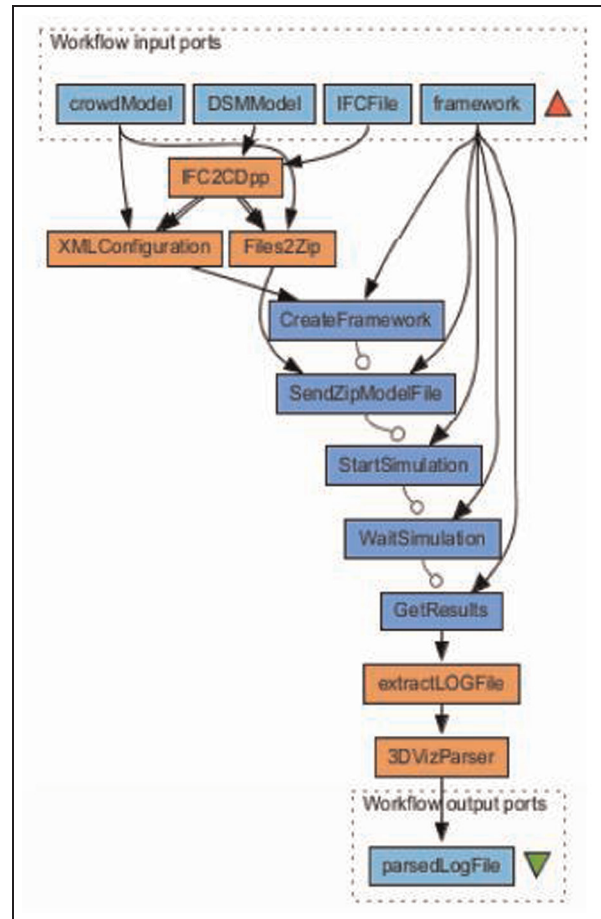 Workflow input ports
crowdModel DSMModel IFCFile framework
IFC2CDpp
XMLConfiguration Files2Zip
CreateFramework
SendZipModelFile
StartSimulation
WaitSimulation
GetResults
extractLOGFile
3DVizParser
Workflow output ports
parsedLogFile